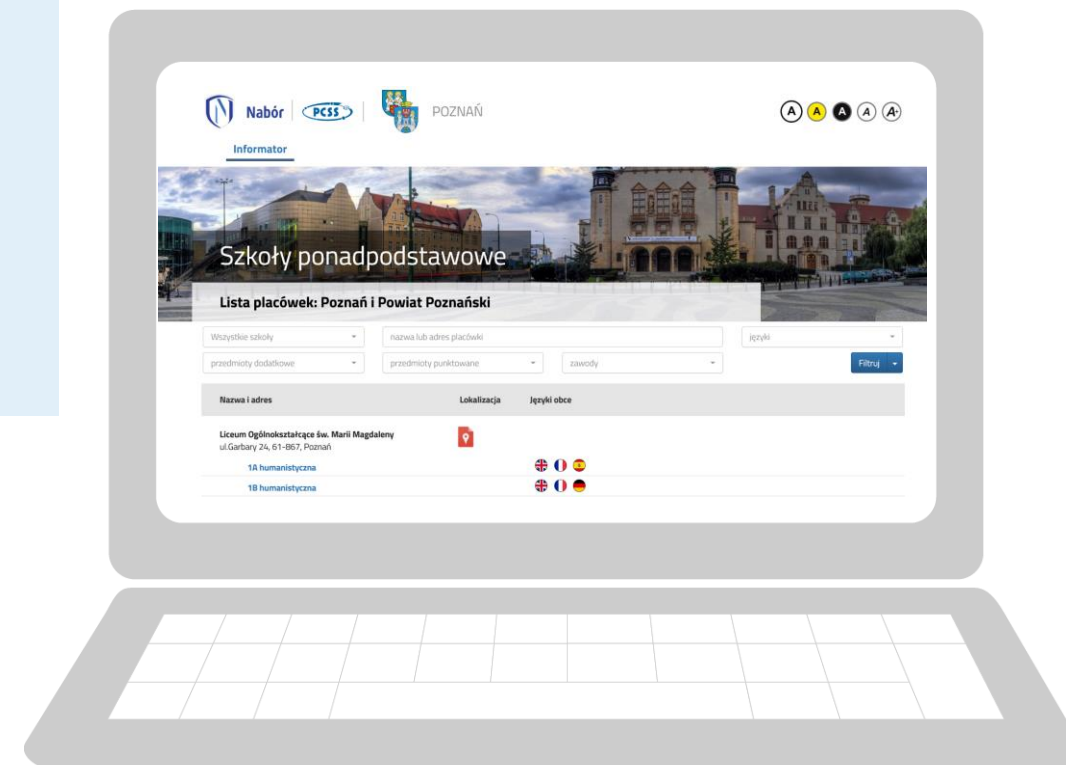 Nabór PCSS POZNAŃ A A A A A+
Informator
Szkoły ponadpodstawowe
Lista placówek: Poznań i Powiat Poznański
Wszystkie szkoły nazwa lub adres placówki języki
przedmioty dodatkowe przedmioty punktowane zawody Filtruj
Nazwa i adres Lokalizacja Języki obce
Liceum Ogólnokształcące św. Marii Magdaleny
ul.Garbary 24, 61-867, Poznań
1A humanistyczna
1B humanistyczna